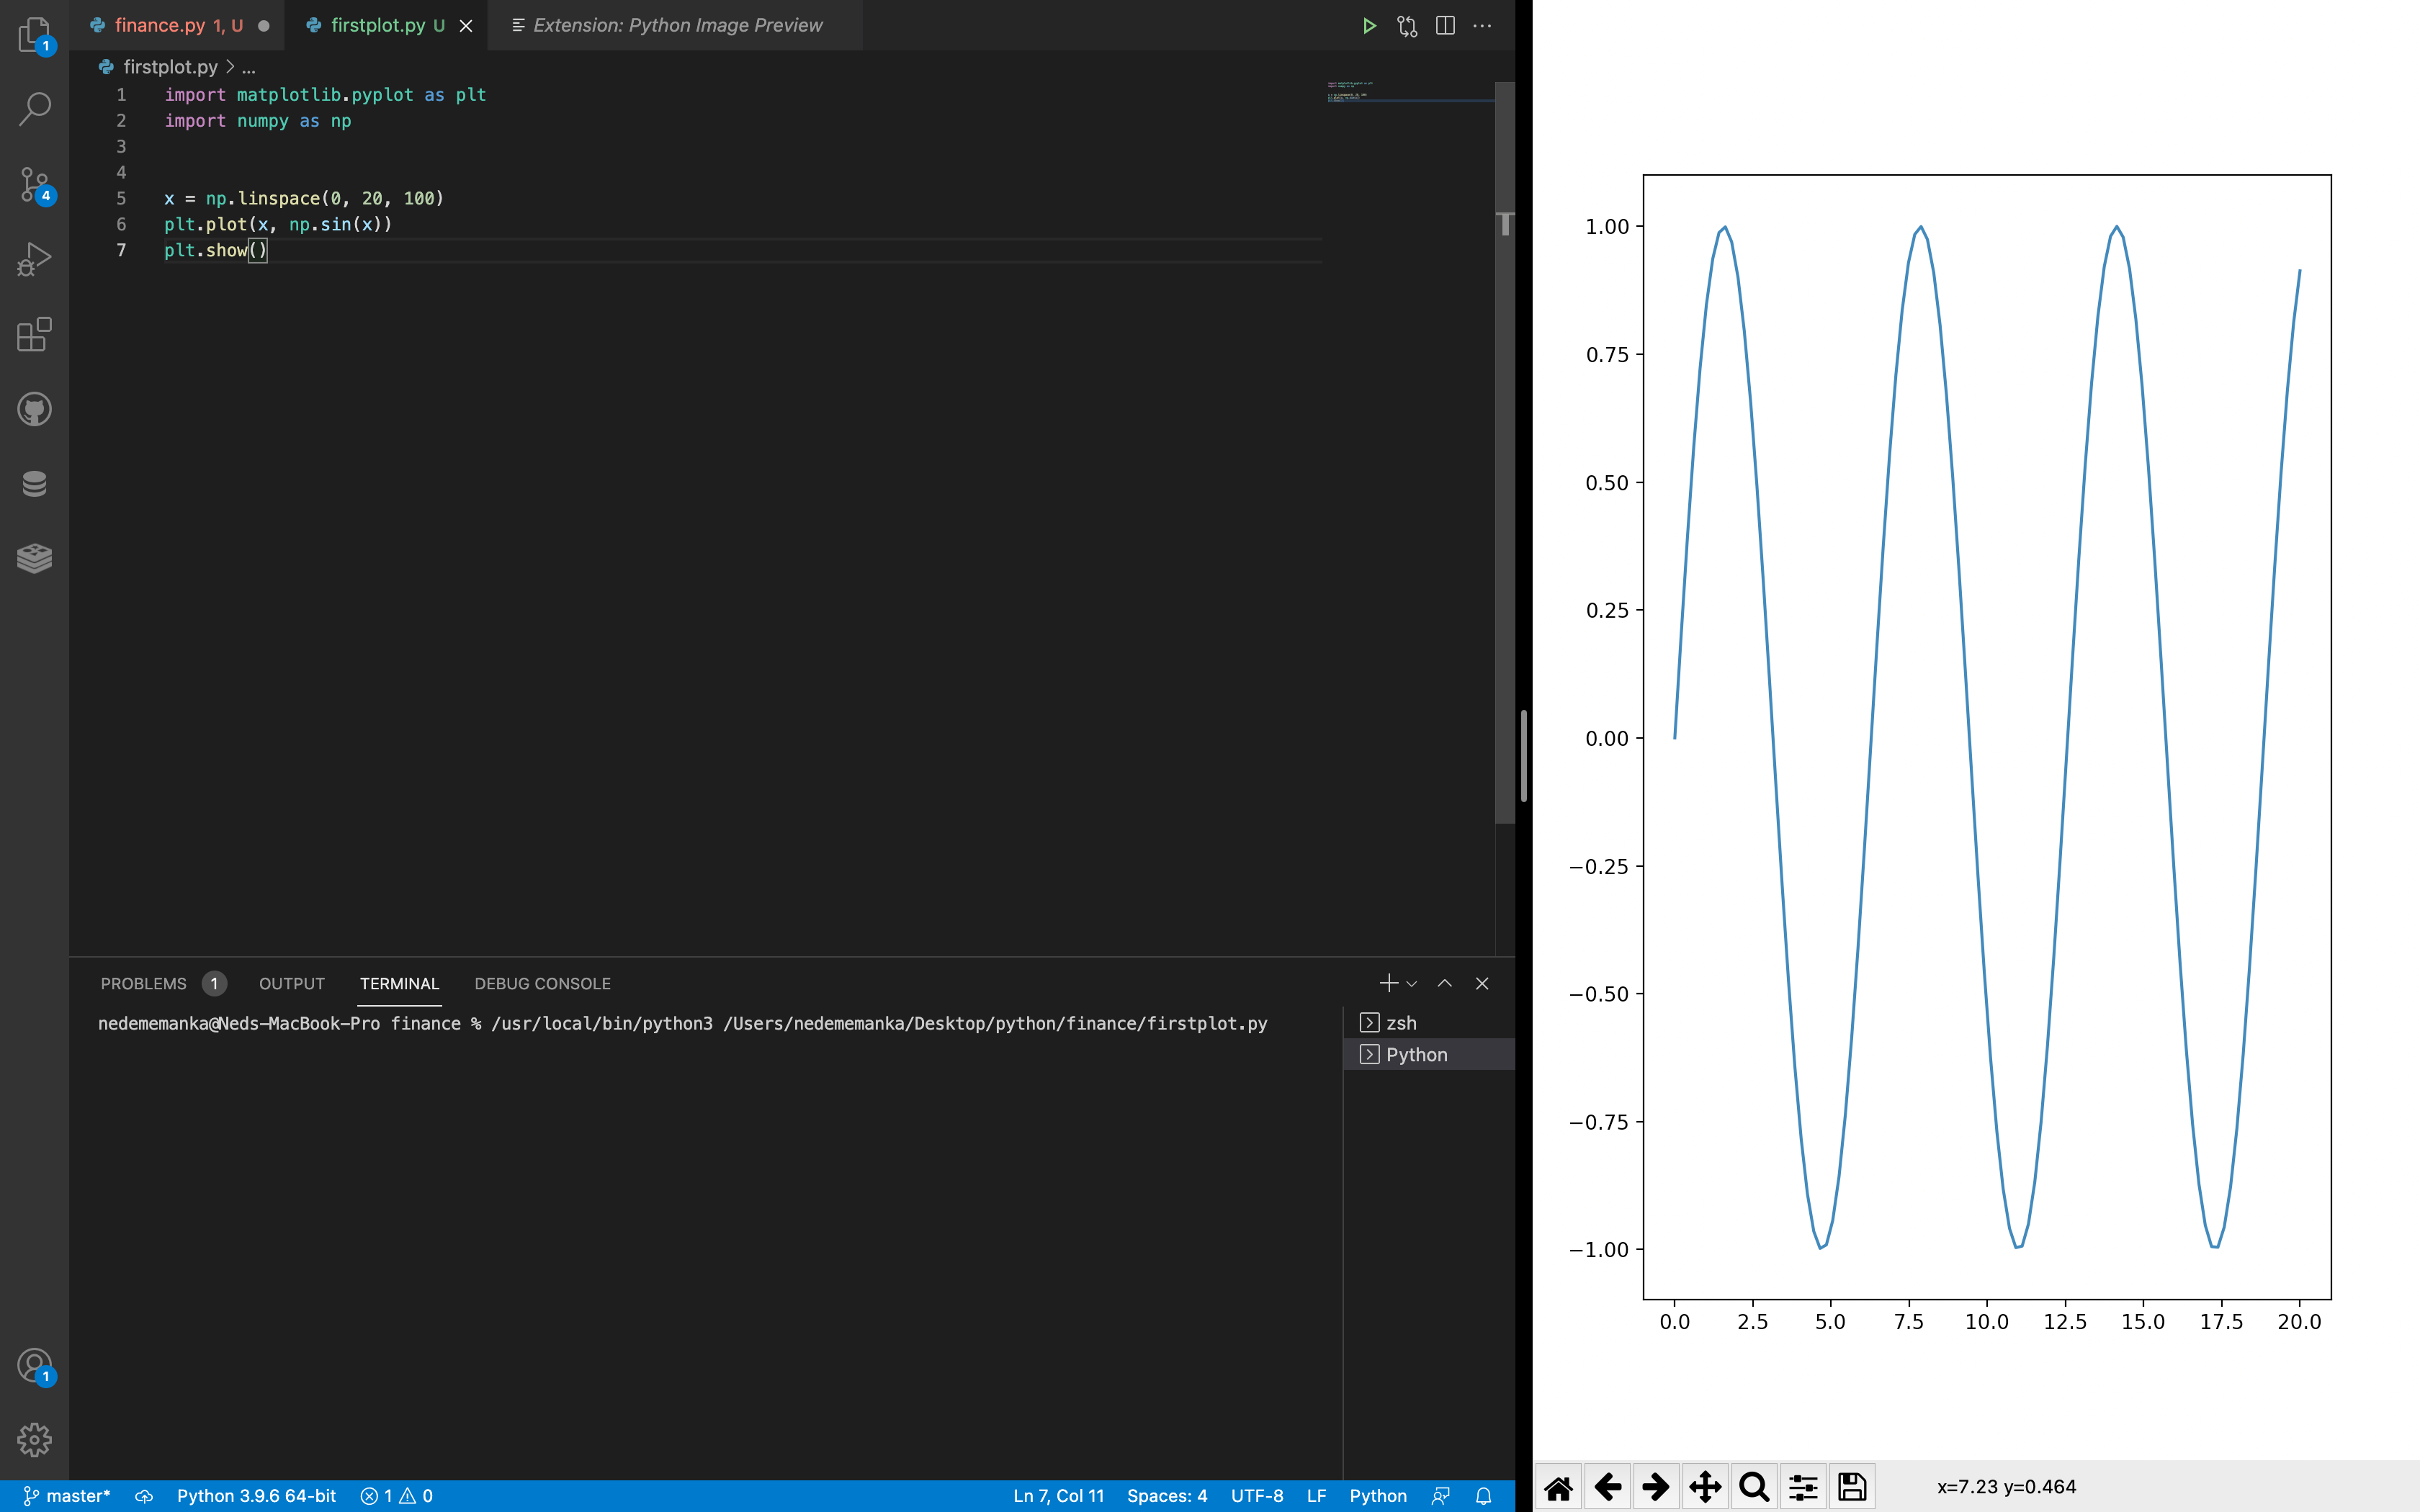 1
4
1
finance.py 1, U
firstplot.py U
Extension: Python Image Preview
firstplot.py > ...
1 import matplotlib.pyplot as plt
2 import numpy as np
3
4
5 x = np.linspace(0, 20, 100)
6 plt.plot(x, np.sin(x))
7 plt.show()
PROBLEMS 1 OUTPUT TERMINAL DEBUG CONSOLE
nedememanka@Neds-MacBook-Pro finance % /usr/local/bin/python3 /Users/nedememanka/Desktop/python/finance/firstplot.py
zsh
Python
master* Python 3.9.6 64-bit 1 0 Ln 7, Col 11 Spaces: 4 UTF-8 LF Python
1.00
0.75
0.50
0.25
0.00
−0.25
−0.50
−0.75
−1.00
0.0 2.5 5.0 7.5 10.0 12.5 15.0 17.5 20.0
x=7.23 y=0.464